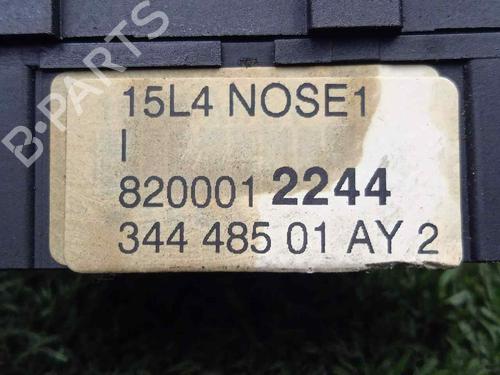 B-PARTS
15L4 NOSE1
I
820001 2244
344 485 01 AY 2